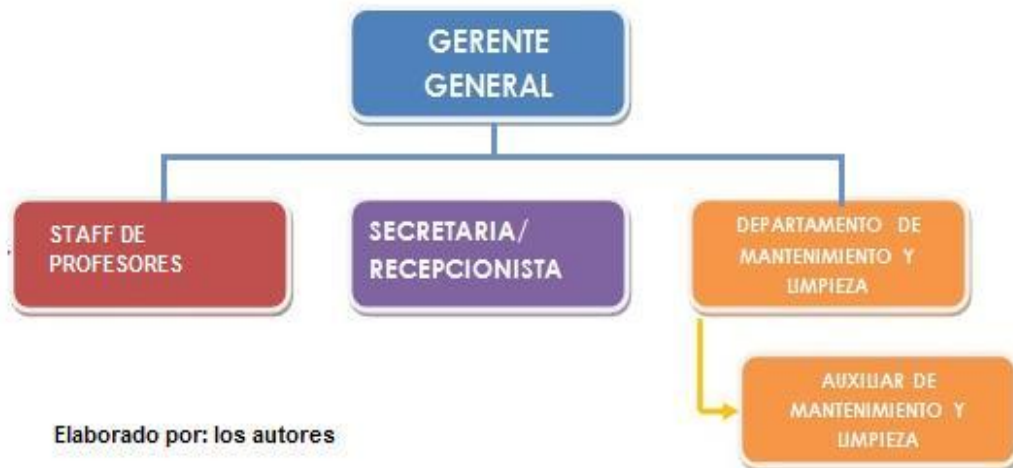 GERENTE
GENERAL
STAFF DE
PROFESORES
SECRETARIA/
RECEPCIONISTA
DEPARTAMENTO DE
MANTENIMIENTO Y
LIMPIEZA
AUXILIAR DE
MANTENIMIENTO Y
LIMPIEZA
Elaborado por: los autores